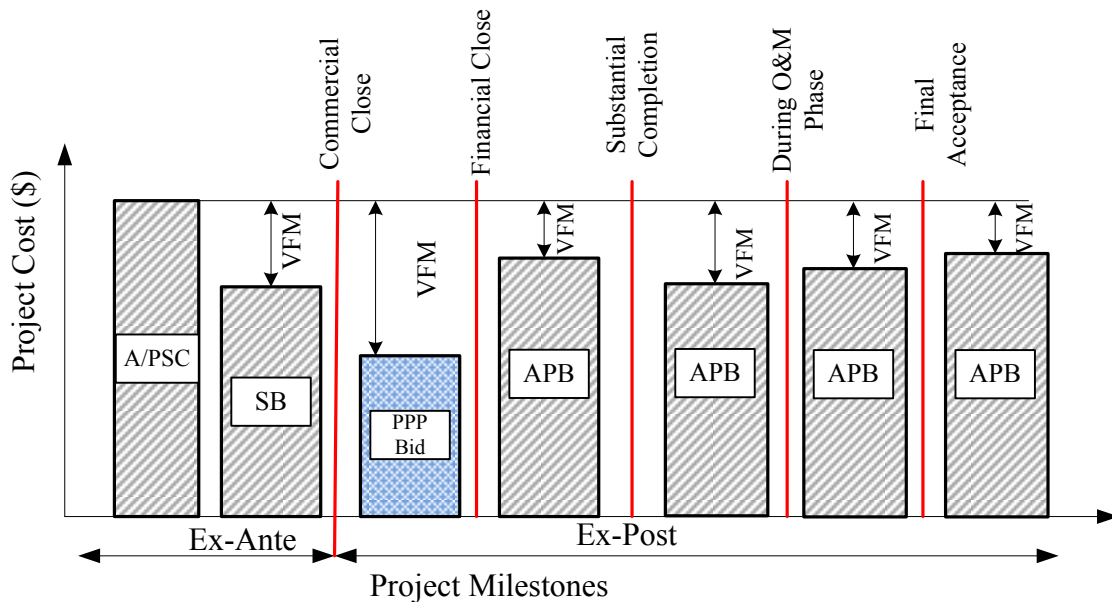 Commercial
Close
Financial Close
Substantial
Completion
During O&M
Phase
Final
Acceptance
Project Cost ($)
VFM
VFM
VFM
VFM
VFM
VFM
A/PSC
SB
PPP
Bid
APB
APB
APB
APB
Ex-Ante
Ex-Post
Project Milestones